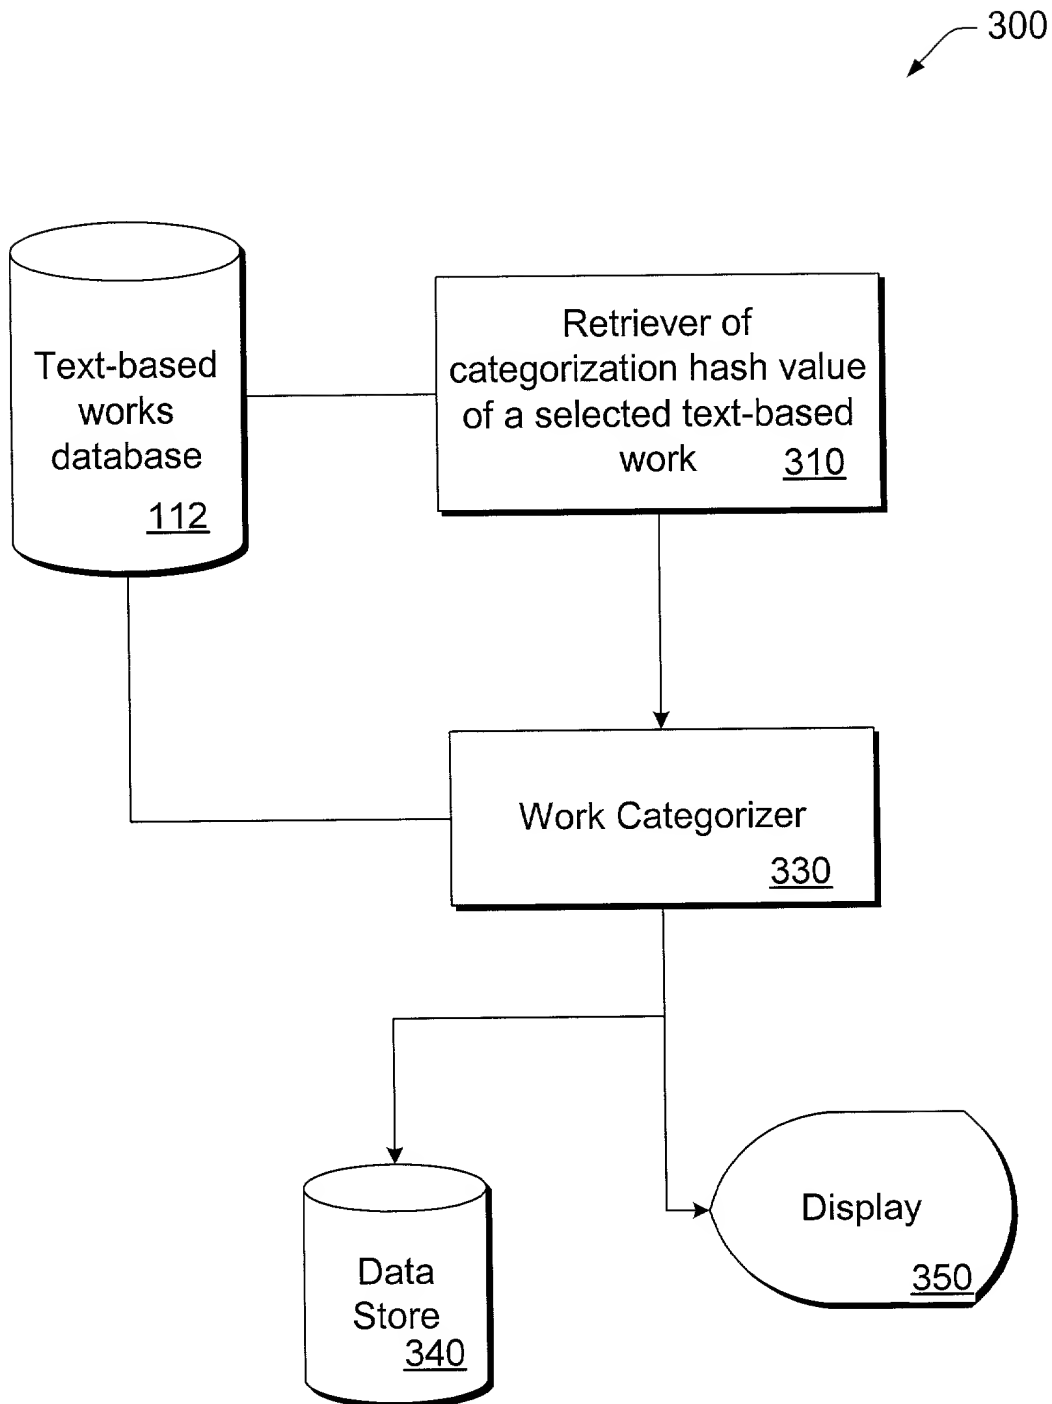 300
Text-based
works
database
112
Retriever of
categorization hash value
of a selected text-based
work 310
Work Categorizer
330
Data
Store
340
Display
350